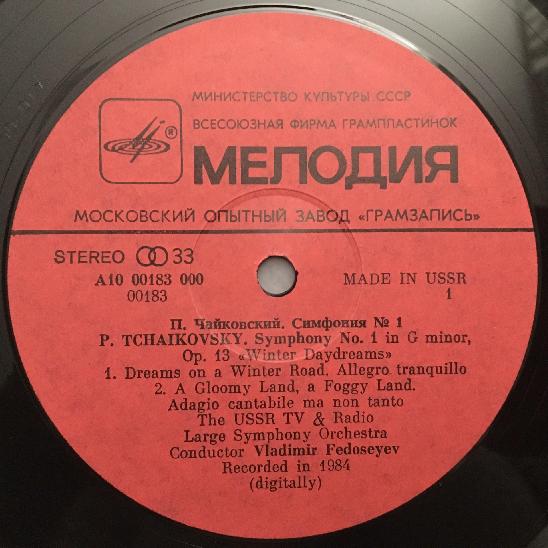 МИНИСТЕРСТВО КУЛЬТУРЫ СССР
ВСЕСОЮЗНАЯ ФИРМА ГРАМПЛАСТИНОК
® МЕЛОДИЯ
МОСКОВСКИЙ ОПЫТНЫЙ ЗАВОД «ГРАМЗАПИСЬ»
STEREO 33
A10 00183 000 MADE IN USSR
00183 1
П. Чайковский. Симфония № 1
P. TCHAIKOVSKY. Symphony No. 1 in G minor,
Op. 13 «Winter Daydreams»
1. Dreams on a Winter Road. Allegro tranquillo
2. A Gloomy Land, a Foggy Land.
Adagio cantabile ma non tanto
The USSR TV & Radio
Large Symphony Orchestra
Conductor Vladimir Fedoseyev
Recorded in 1984
(digitally)